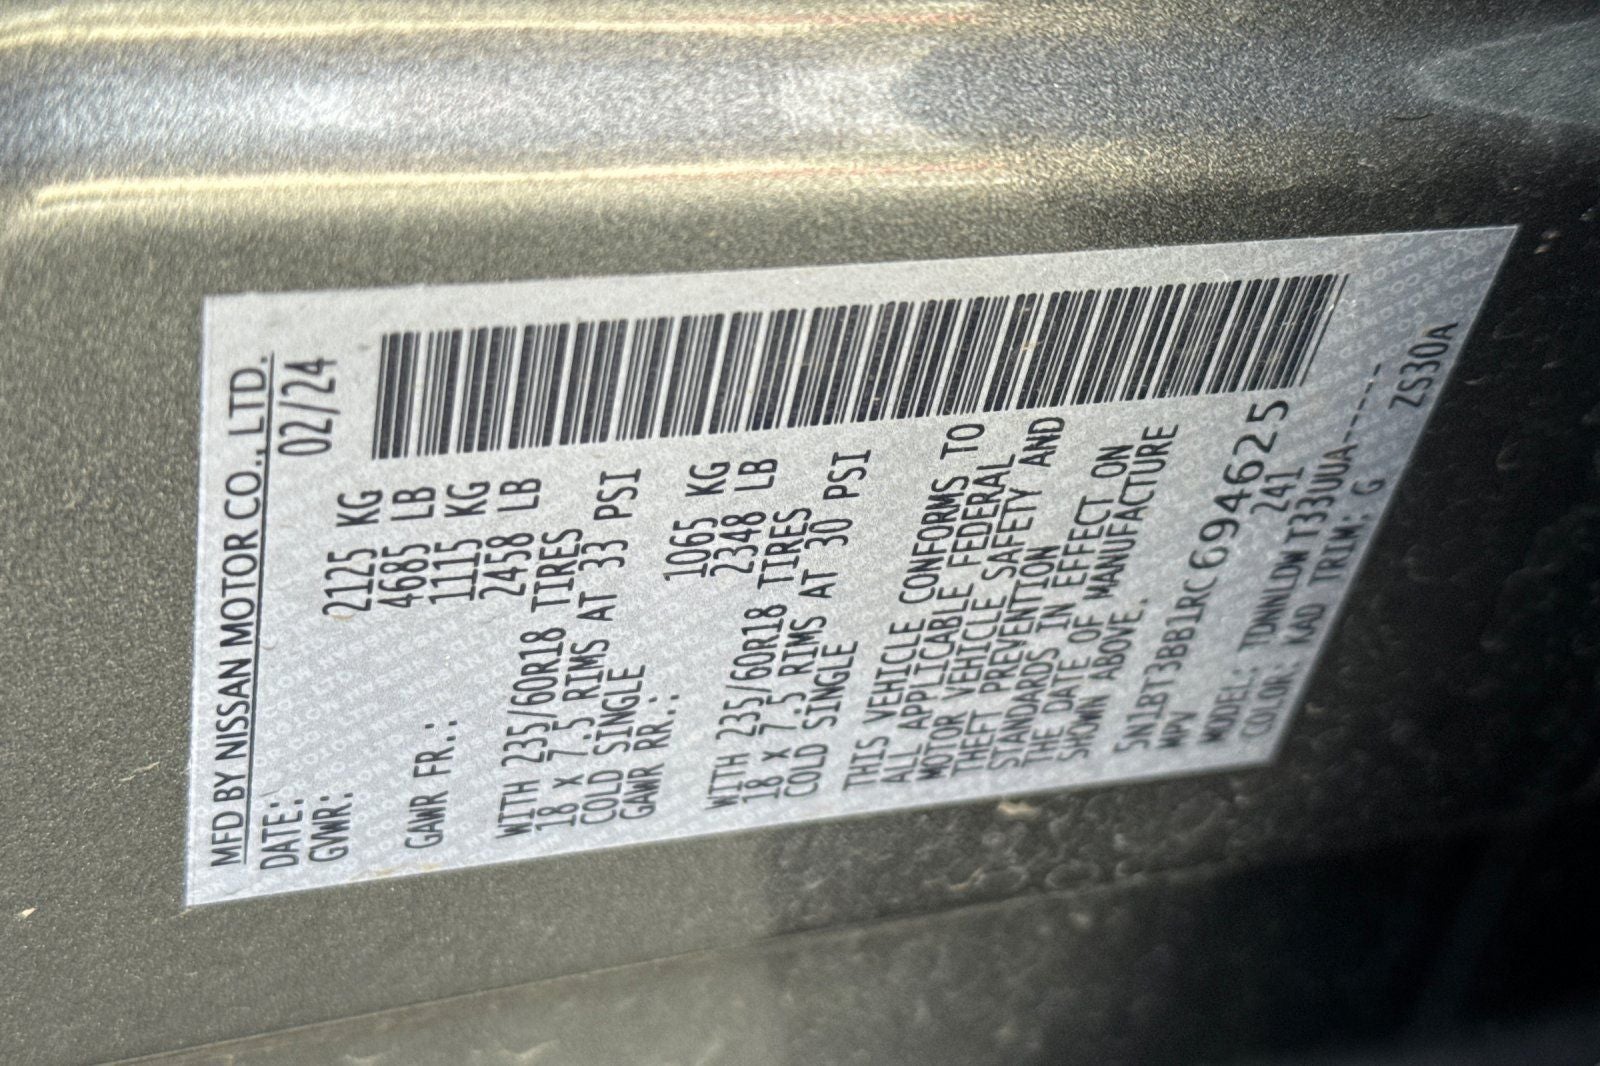 MFD BY NISSAN MOTOR CO., LTD.
DATE: 02/24
GVWR: 2125 KG
4685 LB
GAWR FR.: 1115 KG
2458 LB
WITH 235/60R18 TIRES
18 x 7.5 RIMS AT 33 PSI
COLD SINGLE
GAWR RR.: 1065 KG
2348 LB
WITH 235/60R18 TIRES
18 x 7.5 RIMS AT 30 PSI
COLD SINGLE
THIS VEHICLE CONFORMS TO
ALL APPLICABLE FEDERAL
MOTOR VEHICLE SAFETY AND
THEFT PREVENTION
STANDARDS IN EFFECT ON
THE DATE OF MANUFACTURE
SHOWN ABOVE.
5N1BT3BB1RC694625
MPV 241
MODEL: TDNNLDWT33UUA-----
COLOR: KAD TRIM: G ZS30A